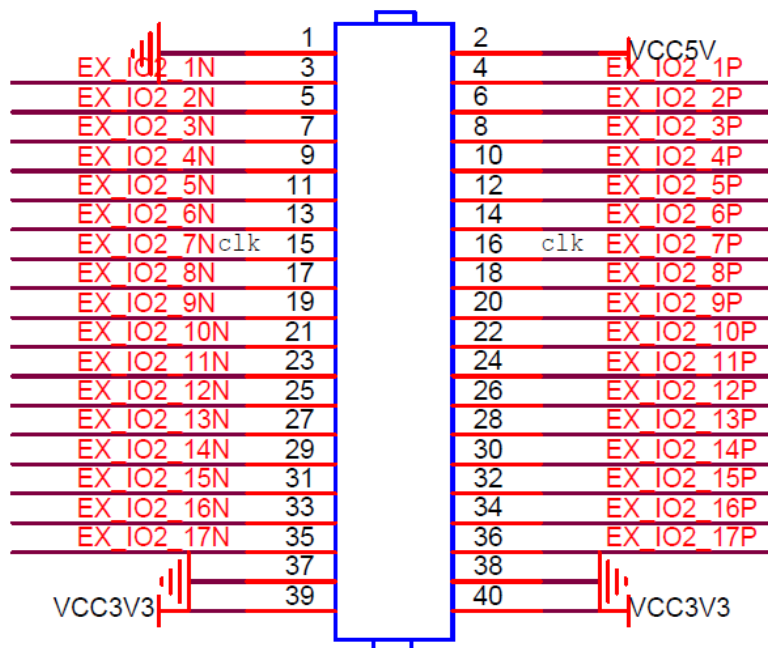 1 2 VCC5V
EX_IO2_1N 3 4 EX_IO2_1P
EX_IO2_2N 5 6 EX_IO2_2P
EX_IO2_3N 7 8 EX_IO2_3P
EX_IO2_4N 9 10 EX_IO2_4P
EX_IO2_5N 11 12 EX_IO2_5P
EX_IO2_6N 13 14 EX_IO2_6P
EX_IO2_7N clk 15 16 clk EX_IO2_7P
EX_IO2_8N 17 18 EX_IO2_8P
EX_IO2_9N 19 20 EX_IO2_9P
EX_IO2_10N 21 22 EX_IO2_10P
EX_IO2_11N 23 24 EX_IO2_11P
EX_IO2_12N 25 26 EX_IO2_12P
EX_IO2_13N 27 28 EX_IO2_13P
EX_IO2_14N 29 30 EX_IO2_14P
EX_IO2_15N 31 32 EX_IO2_15P
EX_IO2_16N 33 34 EX_IO2_16P
EX_IO2_17N 35 36 EX_IO2_17P
37 38
VCC3V3 39 40 VCC3V3